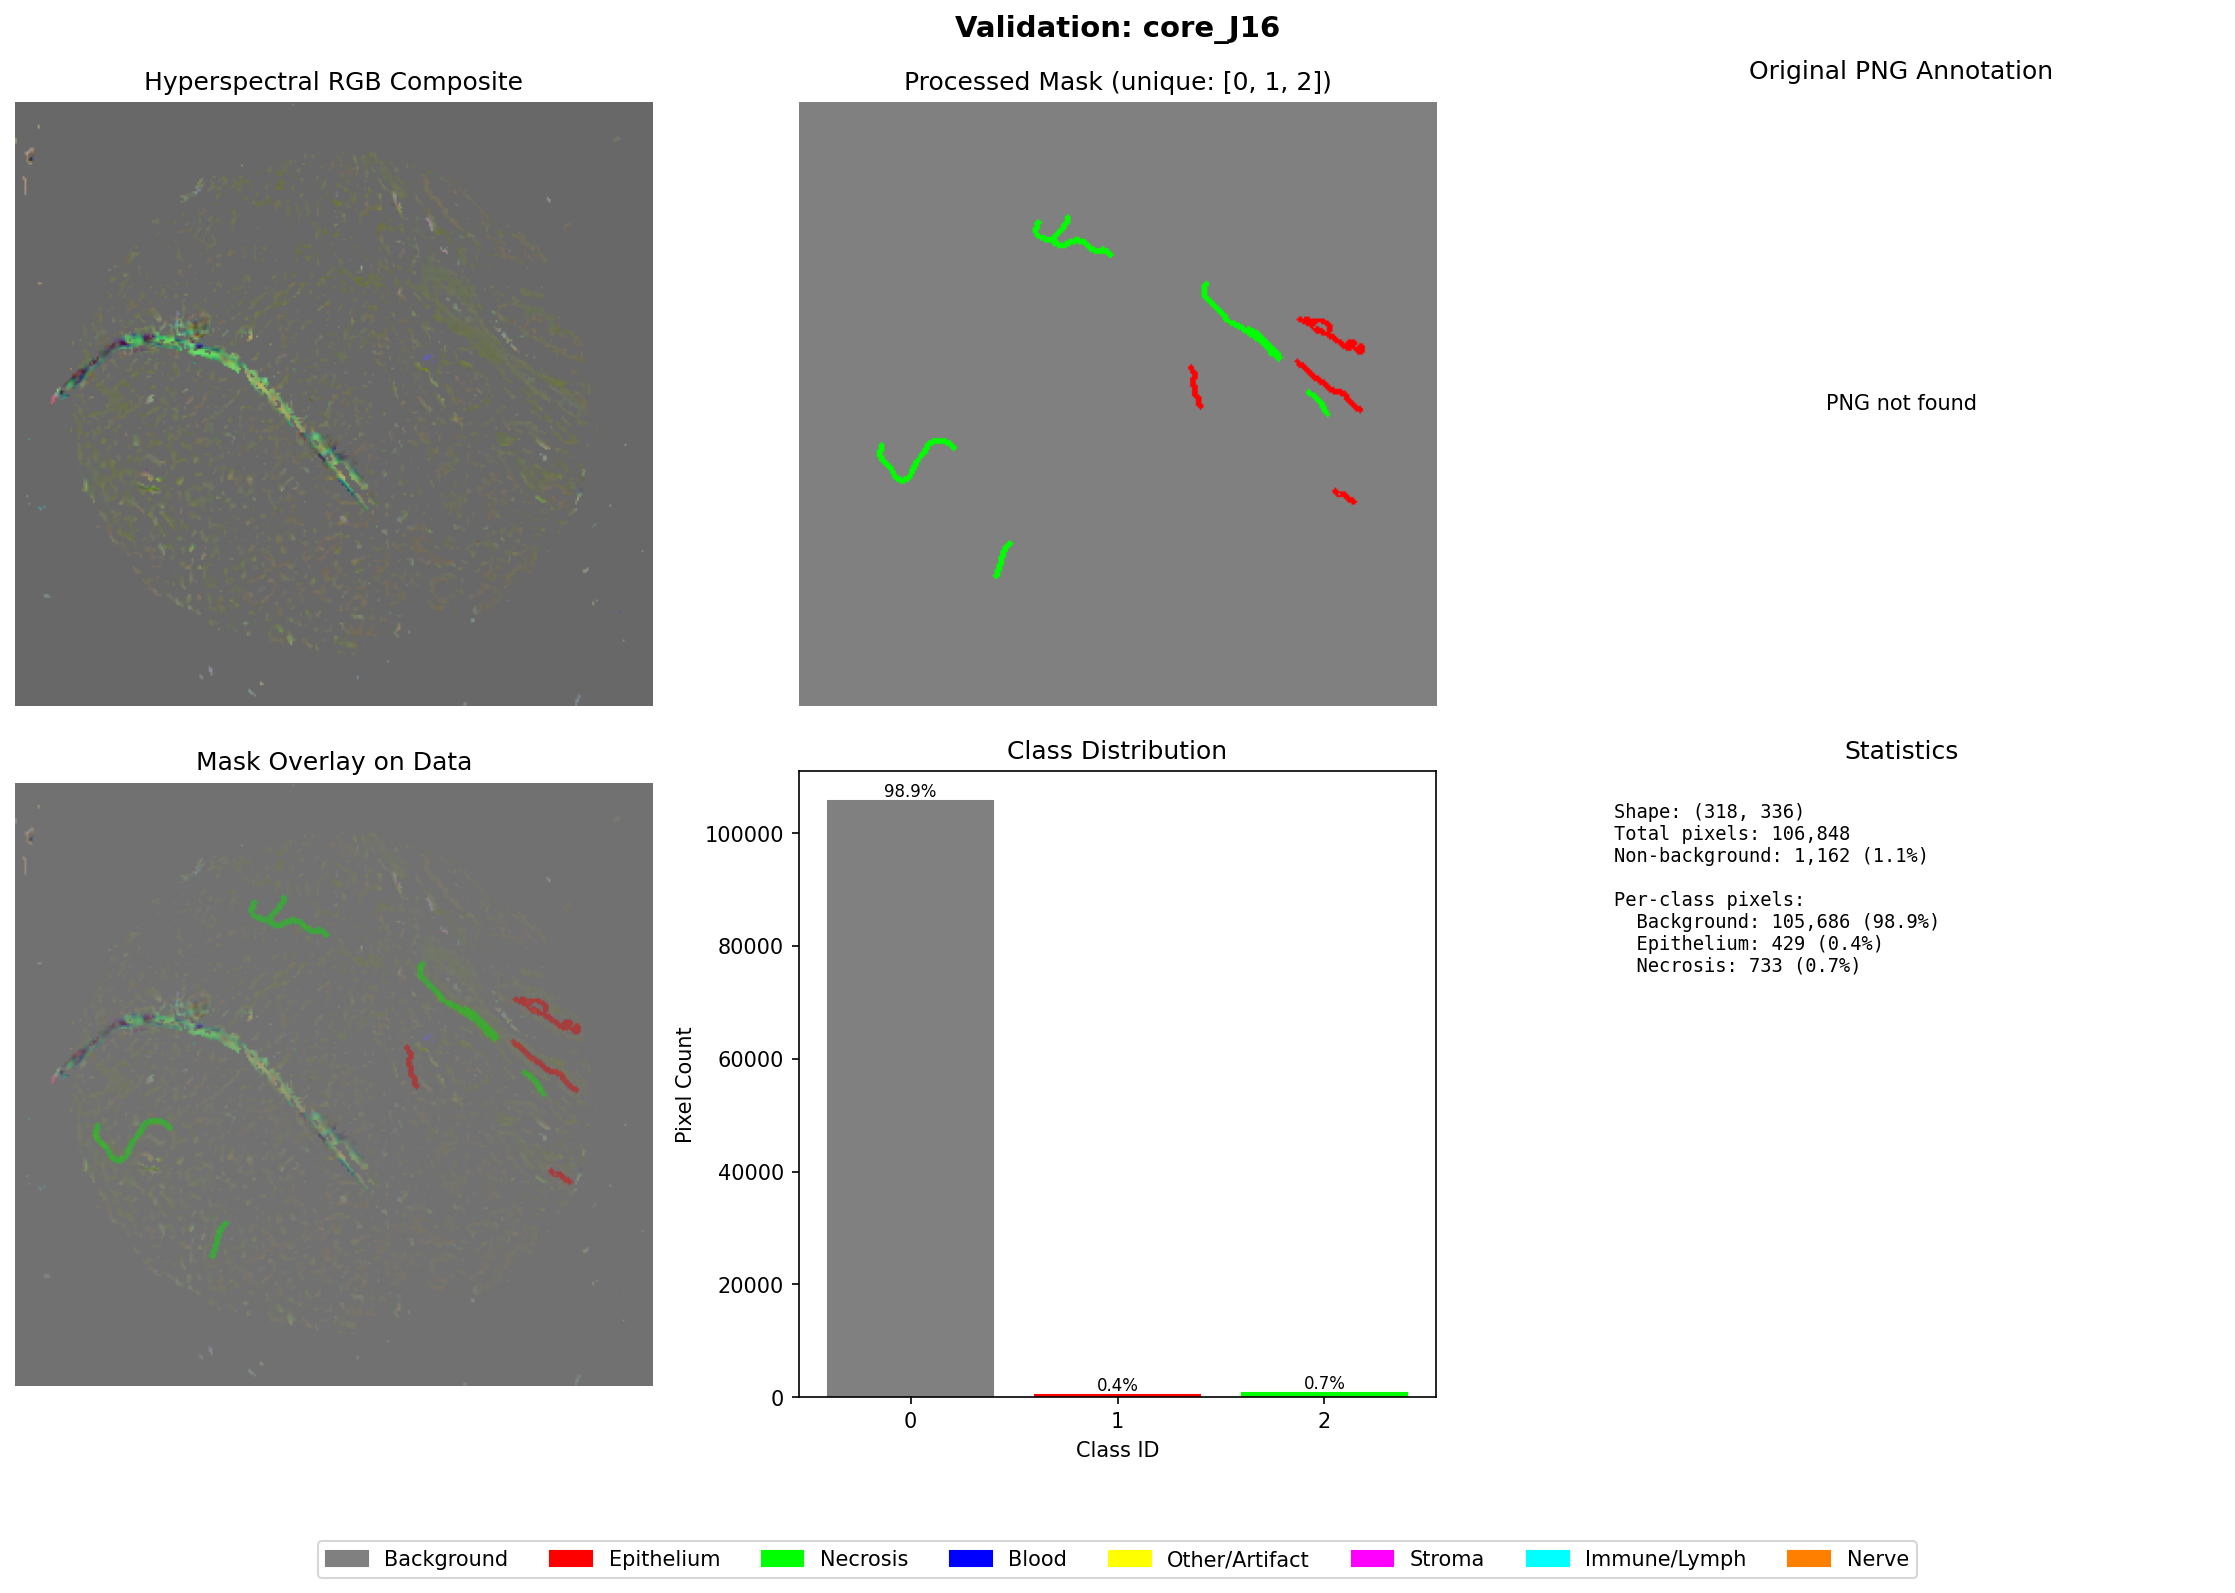 Validation: core_J16
Hyperspectral RGB Composite
Processed Mask (unique: [0, 1, 2])
Original PNG Annotation
PNG not found
Mask Overlay on Data
Class Distribution
98.9%
0.4%
0.7%
100000
80000
60000
40000
20000
0
Pixel Count
0 1 2
Class ID
Statistics
Shape: (318, 336)
Total pixels: 106,848
Non-background: 1,162 (1.1%)
Per-class pixels:
Background: 105,686 (98.9%)
Epithelium: 429 (0.4%)
Necrosis: 733 (0.7%)
Background Epithelium Necrosis Blood Other/Artifact Stroma Immune/Lymph Nerve